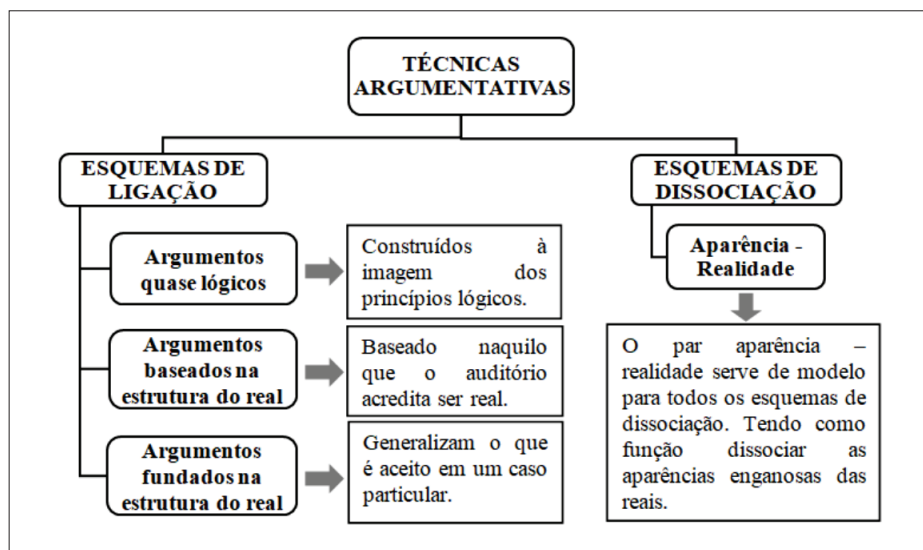 TÉCNICAS
ARGUMENTATIVAS
ESQUEMAS DE
LIGAÇÃO
Argumentos
quase lógicos
Construídos à
imagem dos
princípios lógicos.
Argumentos
baseados na
estrutura do real
Baseado naquilo
que o auditório
acredita ser real.
Argumentos
fundados na
estrutura do real
Generalizam o que
é aceito em um caso
particular.
ESQUEMAS DE
DISSOCIAÇÃO
Aparência -
Realidade
O par aparência –
realidade serve de modelo
para todos os esquemas de
dissociação. Tendo como
função dissociar as
aparências enganosas das
reais.